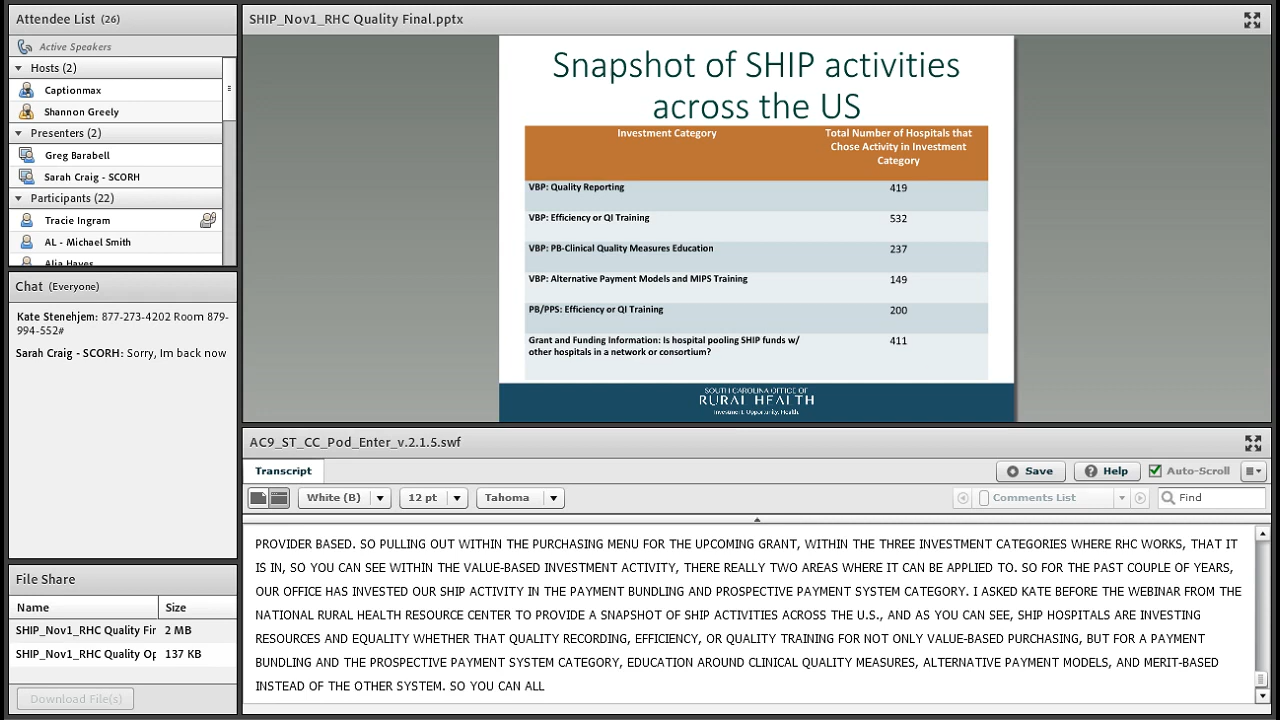 Attendee List (26)
Active Speakers
Hosts (2)
Captionmax
Shannon Greely
Presenters (2)
Greg Barabell
Sarah Craig - SCORH
Participants (22)
Tracie Ingram
AL - Michael Smith
Alia Hayes
Chat (Everyone)
Kate Stenehjem: 877-273-4202 Room 879-
994-552#
Sarah Craig - SCORH: Sorry, Im back now
File Share
Name Size
SHIP_Nov1_RHC Quality Fir 2 MB
SHIP_Nov1_RHC Quality Op 137 KB
Download File(s)
SHIP_Nov1_RHC Quality Final.pptx
Snapshot of SHIP activities
across the US
Investment Category
Total Number of Hospitals that
Chose Activity in Investment
Category
VBP: Quality Reporting 419
VBP: Efficiency or QI Training 532
VBP: PB-Clinical Quality Measures Education 237
VBP: Alternative Payment Models and MIPS Training 149
PB/PPS: Efficiency or QI Training 200
Grant and Funding Information: Is hospital pooling SHIP funds w/
other hospitals in a network or consortium?
411
SOUTH CAROLINA OFFICE OF
RURAL HEALTH
Investment. Opportunity. Health.
AC9_ST_CC_Pod_Enter_v.2.1.5.swf
Transcript
Save
Help
Auto-Scroll
White (B)
12 pt
Tahoma
Comments List
Find
PROVIDER BASED. SO PULLING OUT WITHIN THE PURCHASING MENU FOR THE UPCOMING GRANT, WITHIN THE THREE INVESTMENT CATEGORIES WHERE RHC WORKS, THAT IT
IS IN, SO YOU CAN SEE WITHIN THE VALUE-BASED INVESTMENT ACTIVITY, THERE REALLY TWO AREAS WHERE IT CAN BE APPLIED TO. SO FOR THE PAST COUPLE OF YEARS,
OUR OFFICE HAS INVESTED OUR SHIP ACTIVITY IN THE PAYMENT BUNDLING AND PROSPECTIVE PAYMENT SYSTEM CATEGORY. I ASKED KATE BEFORE THE WEBINAR FROM THE
NATIONAL RURAL HEALTH RESOURCE CENTER TO PROVIDE A SNAPSHOT OF SHIP ACTIVITIES ACROSS THE U.S., AND AS YOU CAN SEE, SHIP HOSPITALS ARE INVESTING
RESOURCES AND EQUALITY WHETHER THAT QUALITY RECORDING, EFFICIENCY, OR QUALITY TRAINING FOR NOT ONLY VALUE-BASED PURCHASING, BUT FOR A PAYMENT
BUNDLING AND THE PROSPECTIVE PAYMENT SYSTEM CATEGORY, EDUCATION AROUND CLINICAL QUALITY MEASURES, ALTERNATIVE PAYMENT MODELS, AND MERIT-BASED
INSTEAD OF THE OTHER SYSTEM. SO YOU CAN ALL